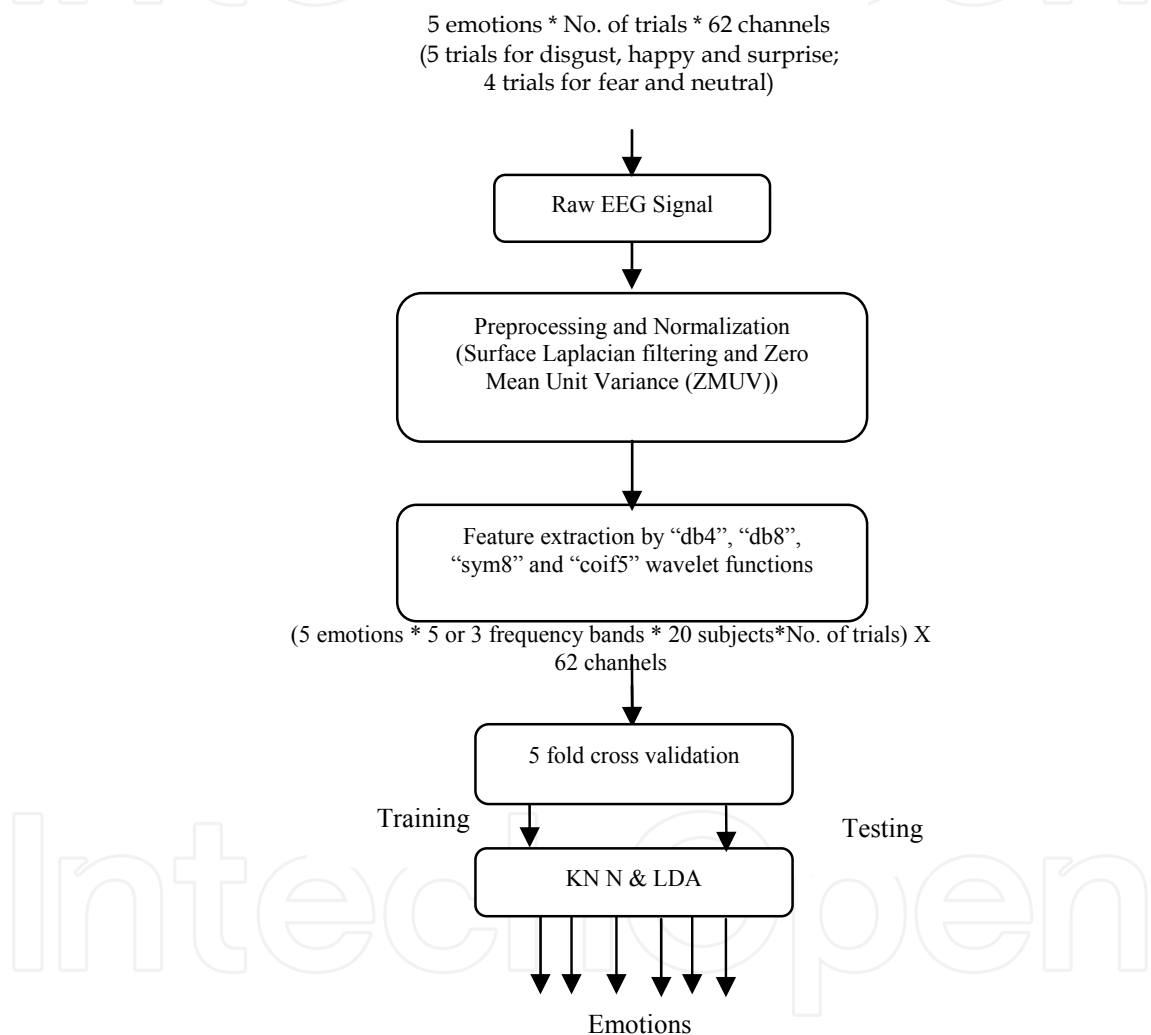 5 emotions * No. of trials * 62 channels
(5 trials for disgust, happy and surprise;
4 trials for fear and neutral)
Raw EEG Signal
Preprocessing and Normalization
(Surface Laplacian filtering and Zero
Mean Unit Variance (ZMUV))
Feature extraction by “db4”, “db8”,
“sym8” and “coif5” wavelet functions
(5 emotions * 5 or 3 frequency bands * 20 subjects*No. of trials) X
62 channels
5 fold cross validation
Training
Testing
KN N & LDA
IntechOpen
Emotions